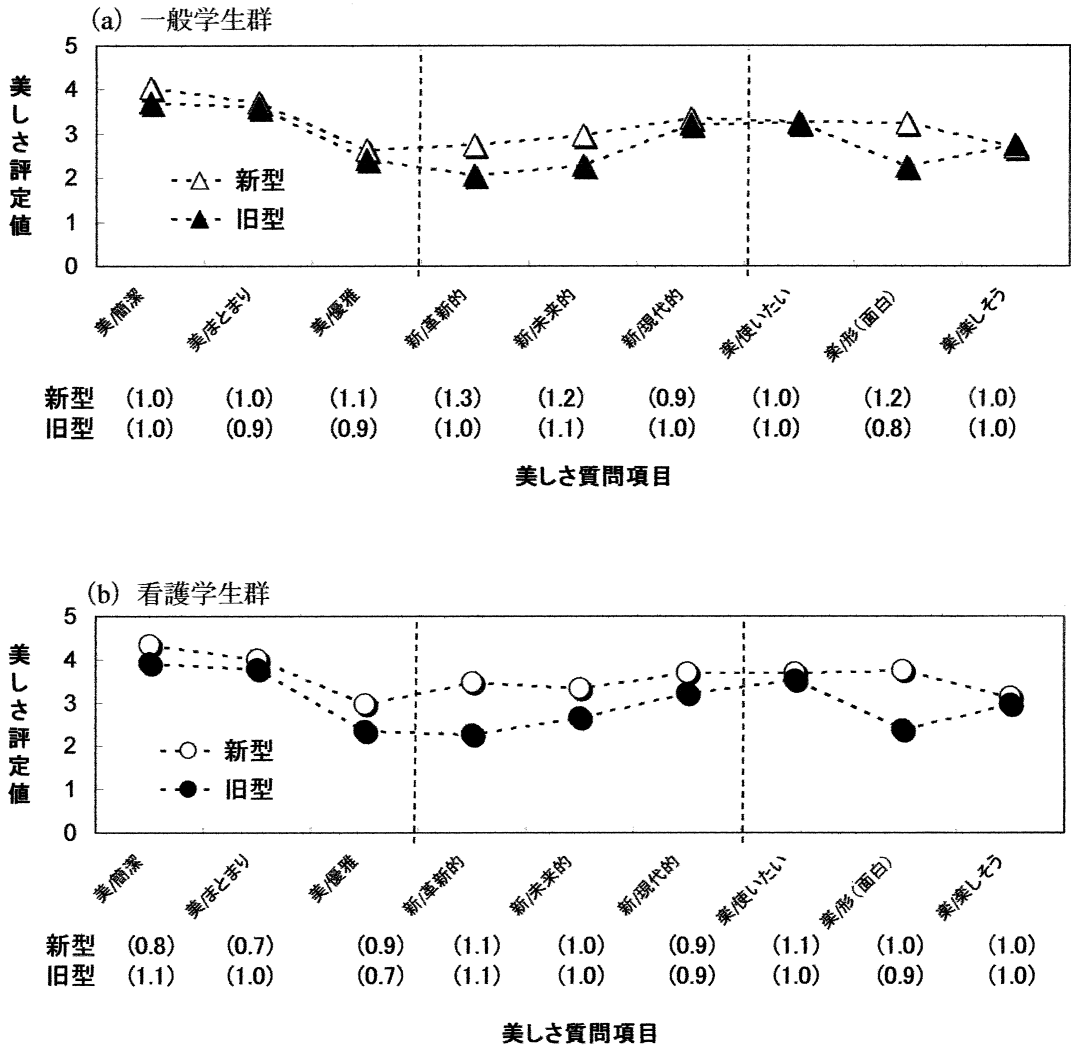 (a) 一般学生群
美しさ評定値
5
4
3
2
1
0
新型
旧型
美/簡潔
美/まとまり
美/優雅
新/革新的
新/未来的
新/現代的
楽/使いたい
楽/形(面白)
楽/楽しそう
新型 (1.0) (1.0) (1.1) (1.3) (1.2) (0.9) (1.0) (1.2) (1.0)
旧型 (1.0) (0.9) (0.9) (1.0) (1.1) (1.0) (1.0) (0.8) (1.0)
美しさ質問項目
(b) 看護学生群
美しさ評定値
5
4
3
2
1
0
新型
旧型
美/簡潔
美/まとまり
美/優雅
新/革新的
新/未来的
新/現代的
楽/使いたい
楽/形(面白)
楽/楽しそう
新型 (0.8) (0.7) (0.9) (1.1) (1.0) (0.9) (1.1) (1.0) (1.0)
旧型 (1.1) (1.0) (0.7) (1.1) (1.0) (0.9) (1.0) (0.9) (1.0)
美しさ質問項目